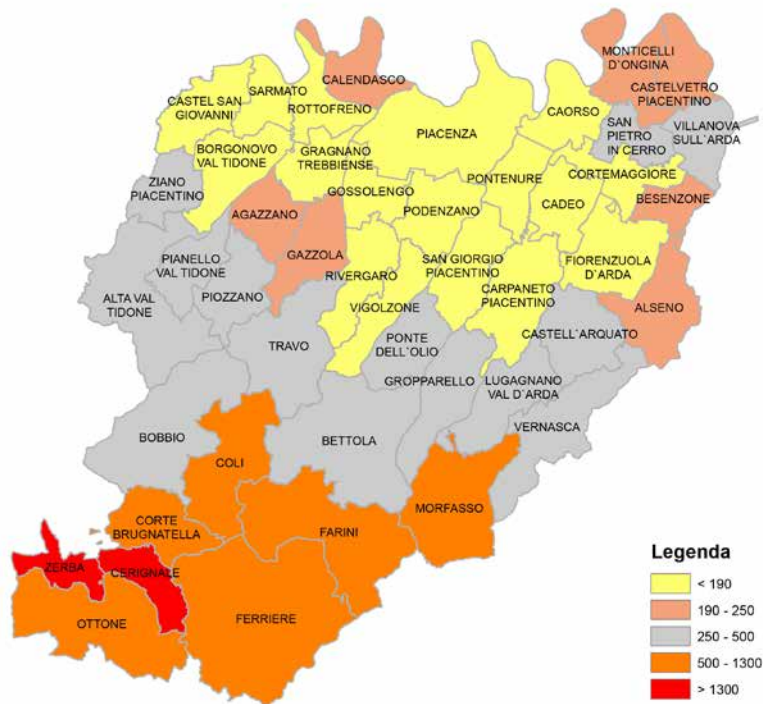 MONTICELLI
D`ONGINA
CALENDASCO
CASTELVETRO
PIACENTINO
SARMATO
CASTEL SAN
GIOVANNI
ROTTOFRENO
CAORSO
SAN
PIETRO
IN CERRO
VILLANOVA
SULL`ARDA
PIACENZA
BORGONOVO
VAL TIDONE
GRAGNANO
TREBBIENSE
ZIANO
PIACENTINO
GOSSOLENGO
PONTENURE
CORTEMAGGIORE
BESENZONE
AGAZZANO
PODENZANO
CADEO
GAZZOLA
PIANELLO
VAL TIDONE
RIVERGARO
SAN GIORGIO
PIACENTINO
FIORENZUOLA
D`ARDA
CARPANETO
PIACENTINO
ALTA VAL
TIDONE
PIOZZANO
VIGOLZONE
ALSENO
TRAVO
PONTE
DELL`OLIO
CASTELL`ARQUATO
GROPPARELLO
LUGAGNANO
VAL D`ARDA
VERNASCA
BOBBIO
BETTOLA
COLI
MORFASSO
CORTE
BRUGNATELLA
FARINI
ZERBA
CERIGNALE
OTTONE
FERRIERE
Legenda
< 190
190 - 250
250 - 500
500 - 1300
> 1300